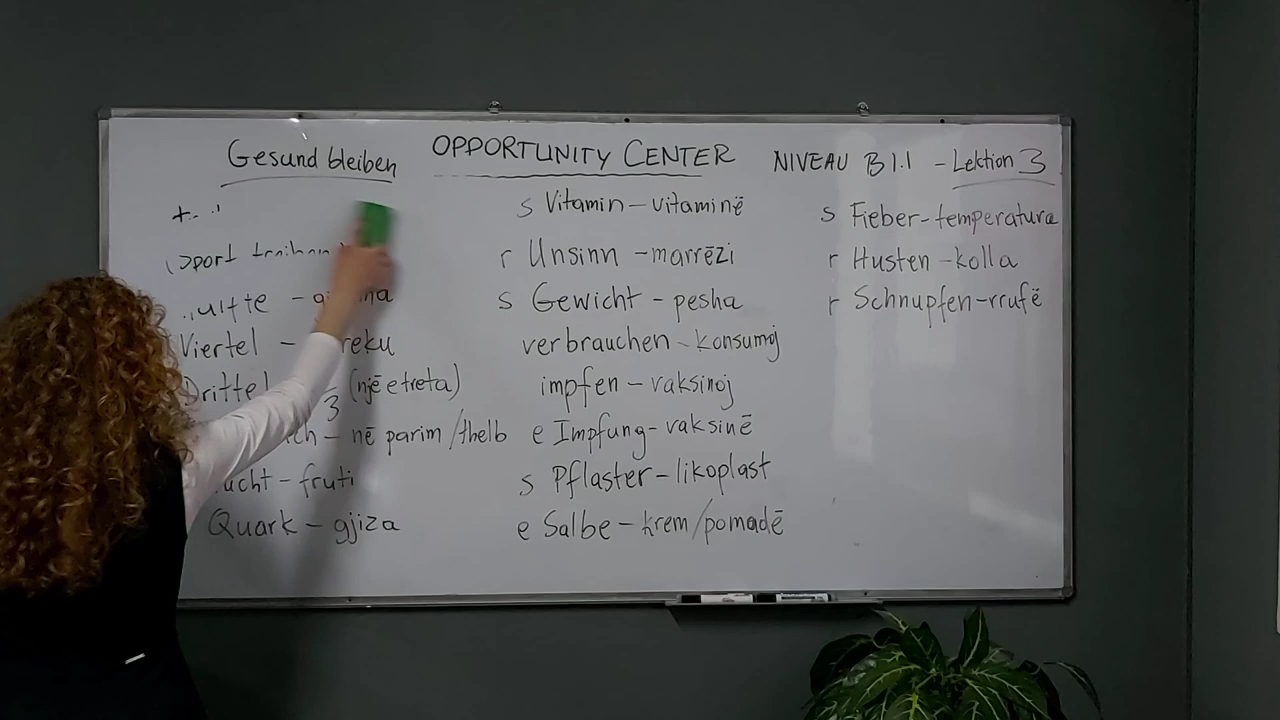 Gesund bleiben
OPPORTUNITY CENTER
NIVEAU B1.1 - Lektion 3
Viertel -
Drittel (një e treta)
3
- në parim/thelb
- fruti
Quark - gjiza
s Vitamin - vitaminë
r Unsinn - marrëzi
s Gewicht - pesha
verbrauchen - konsumoj
impfen - vaksinoj
e Impfung - vaksinë
s Pflaster - likoplast
e Salbe - krem/pomadë
s Fieber - temperatura
r Husten - kolla
r Schnupfen - rrufë